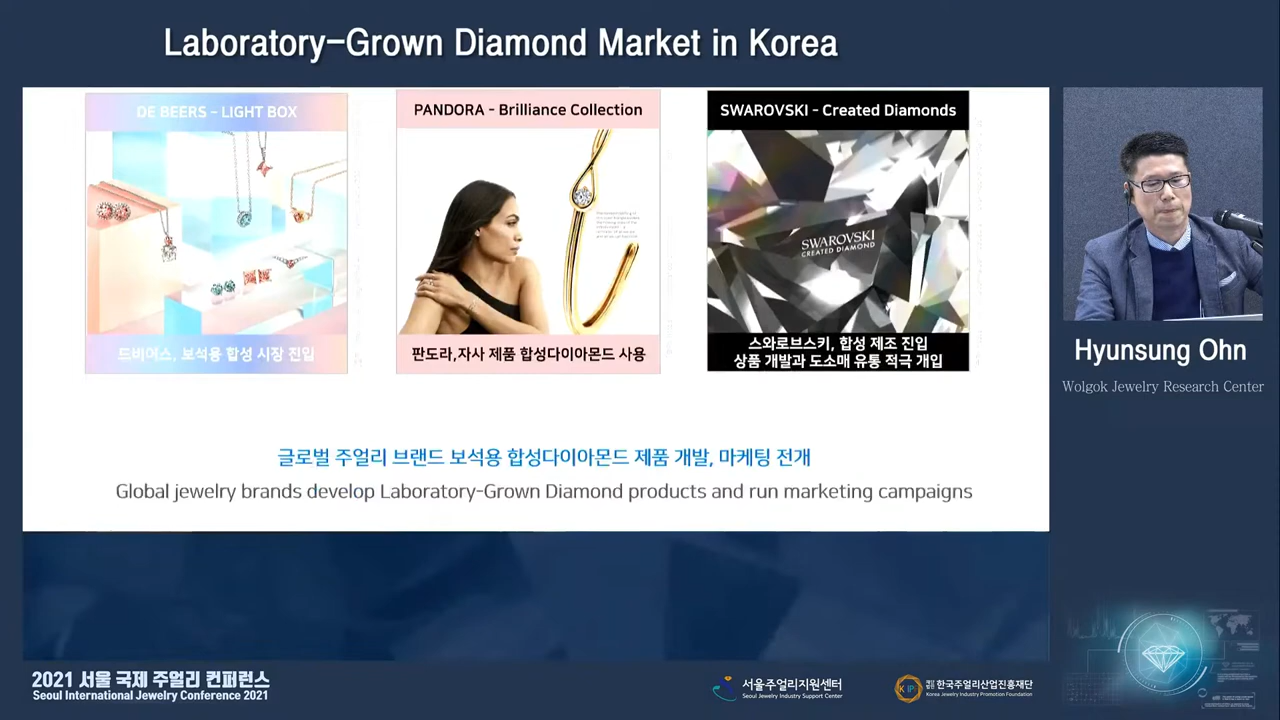 Laboratory-Grown Diamond Market in Korea
DE BEERS - LIGHT BOX
드비어스, 보석용 합성 시장 진입
PANDORA - Brilliance Collection
판도라,자사 제품 합성다이아몬드 사용
SWAROVSKI - Created Diamonds
SWAROVSKI
CREATED DIAMOND
스와로브스키, 합성 제조 진입
상품 개발과 도소매 유통 적극 개입
글로벌 주얼리 브랜드 보석용 합성다이아몬드 제품 개발, 마케팅 전개
Global jewelry brands develop Laboratory-Grown Diamond products and run marketing campaigns
Hyunsung Ohn
Wolgok Jewelry Research Center
2021 서울 국제 주얼리 컨퍼런스
Seoul International Jewelry Conference 2021
서울주얼리지원센터
Seoul Jewelry Industry Support Center
재단법인 한국주얼리산업진흥재단
Korea Jewelry Industry Promotion Foundation